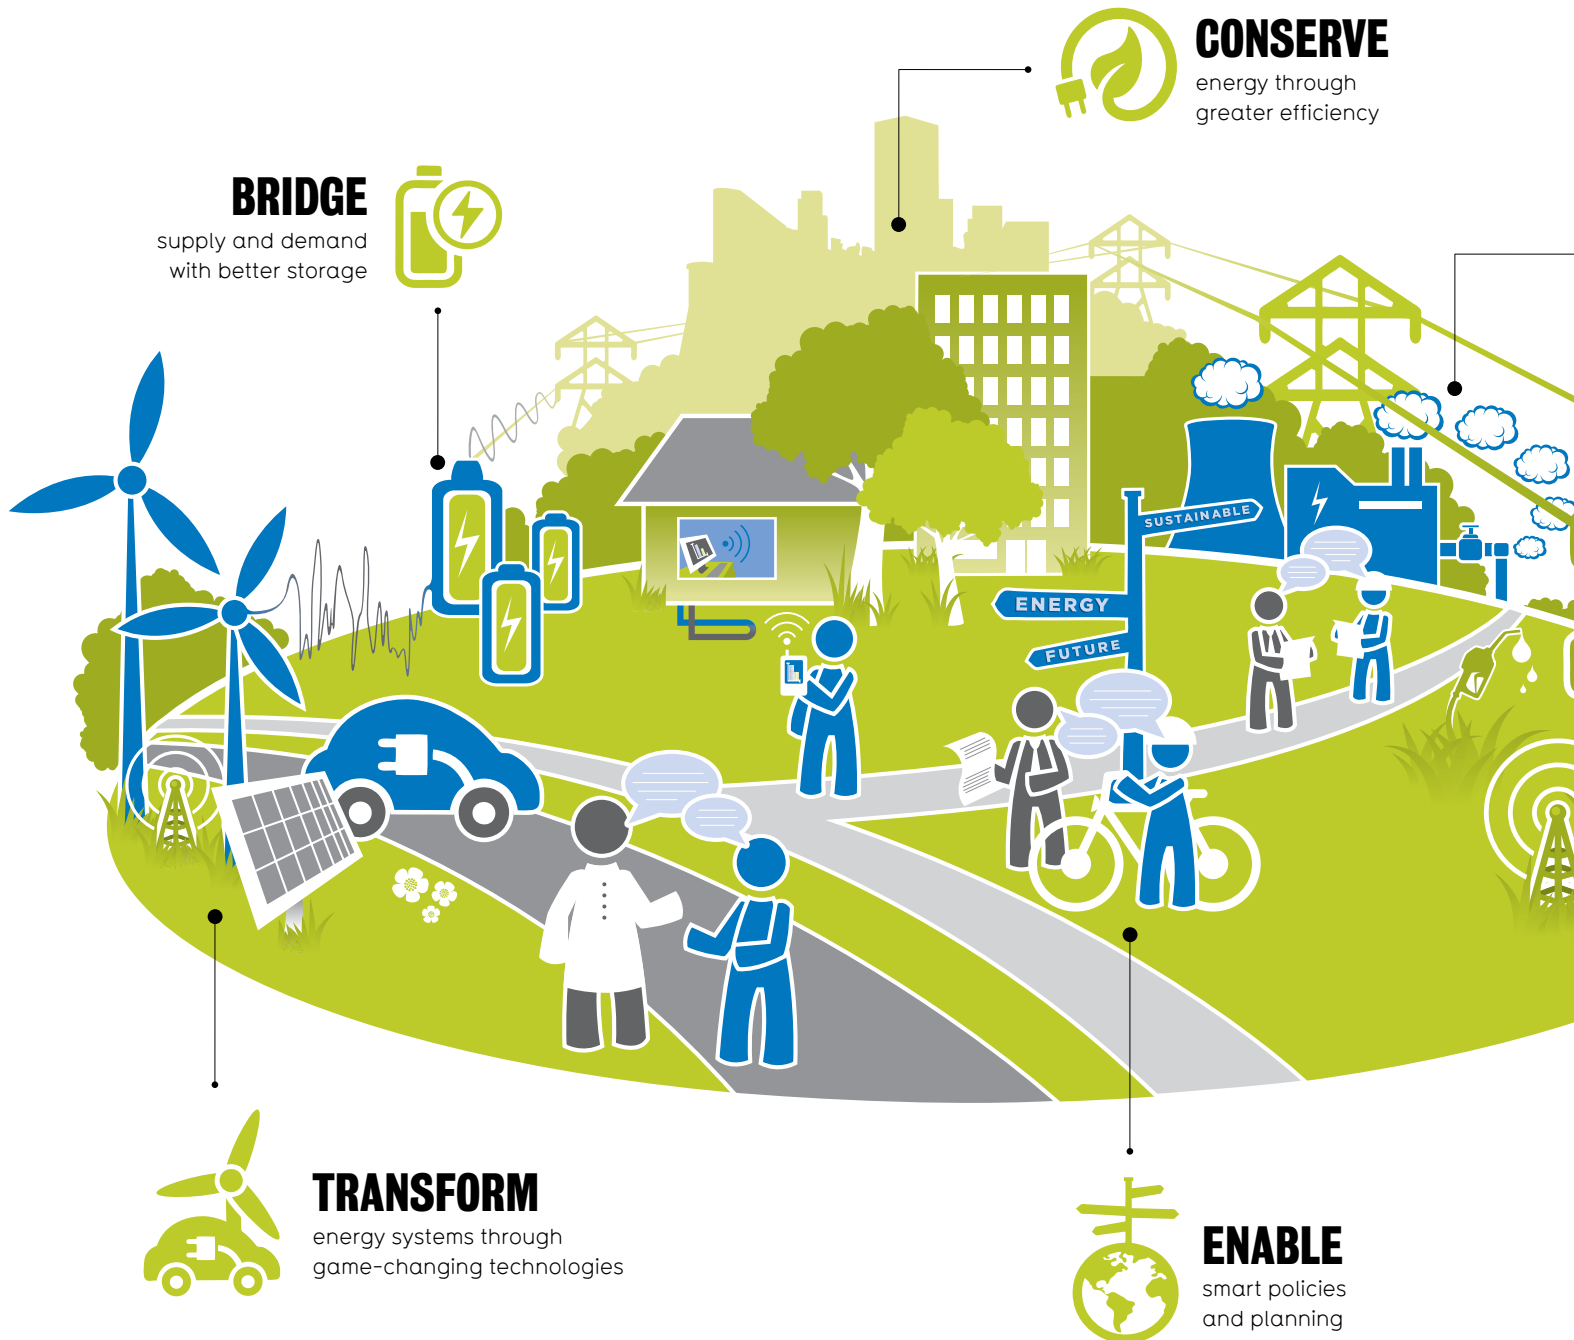 CONSERVE
energy through
greater efficiency
BRIDGE
supply and demand
with better storage
SUSTAINABLE
ENERGY
FUTURE
TRANSFORM
energy systems through
game-changing technologies
ENABLE
smart policies
and planning